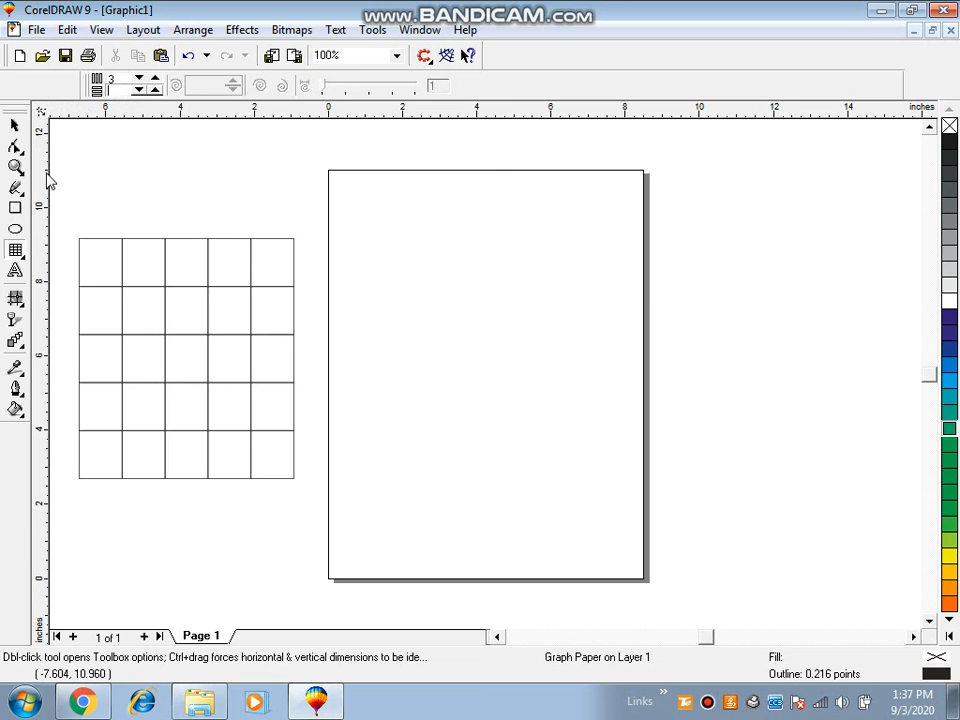 CorelDRAW 9 - [Graphic1]
www.BANDICAM.com
File Edit View Layout Arrange Effects Bitmaps Text Tools Window Help
100%
3
1
6 4 2 0 2 4 6 8 10 12 14 inches
12
10
8
6
4
2
0
inches
1 of 1 Page 1
Dbl-click tool opens Toolbox options; Ctrl+drag forces horizontal & vertical dimensions to be ide... Graph Paper on Layer 1 Fill:
( -7.604, 10.960 ) Outline: 0.216 points
Links » 1:37 PM
9/3/2020